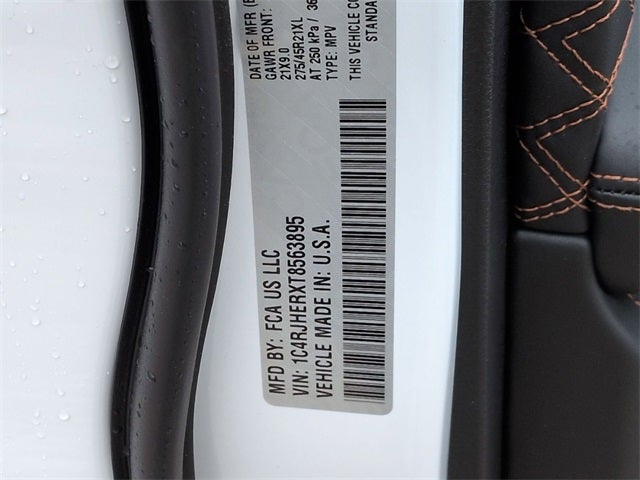 DATE OF MFR
GAWR FRONT:
21X9.0
275/45R21XL
AT 250 kPa / 36
TYPE: MPV
THIS VEHICLE
STANDA
MFD BY: FCA US LLC
VIN: 1C4RJHERXT8563895
VEHICLE MADE IN: U.S.A.